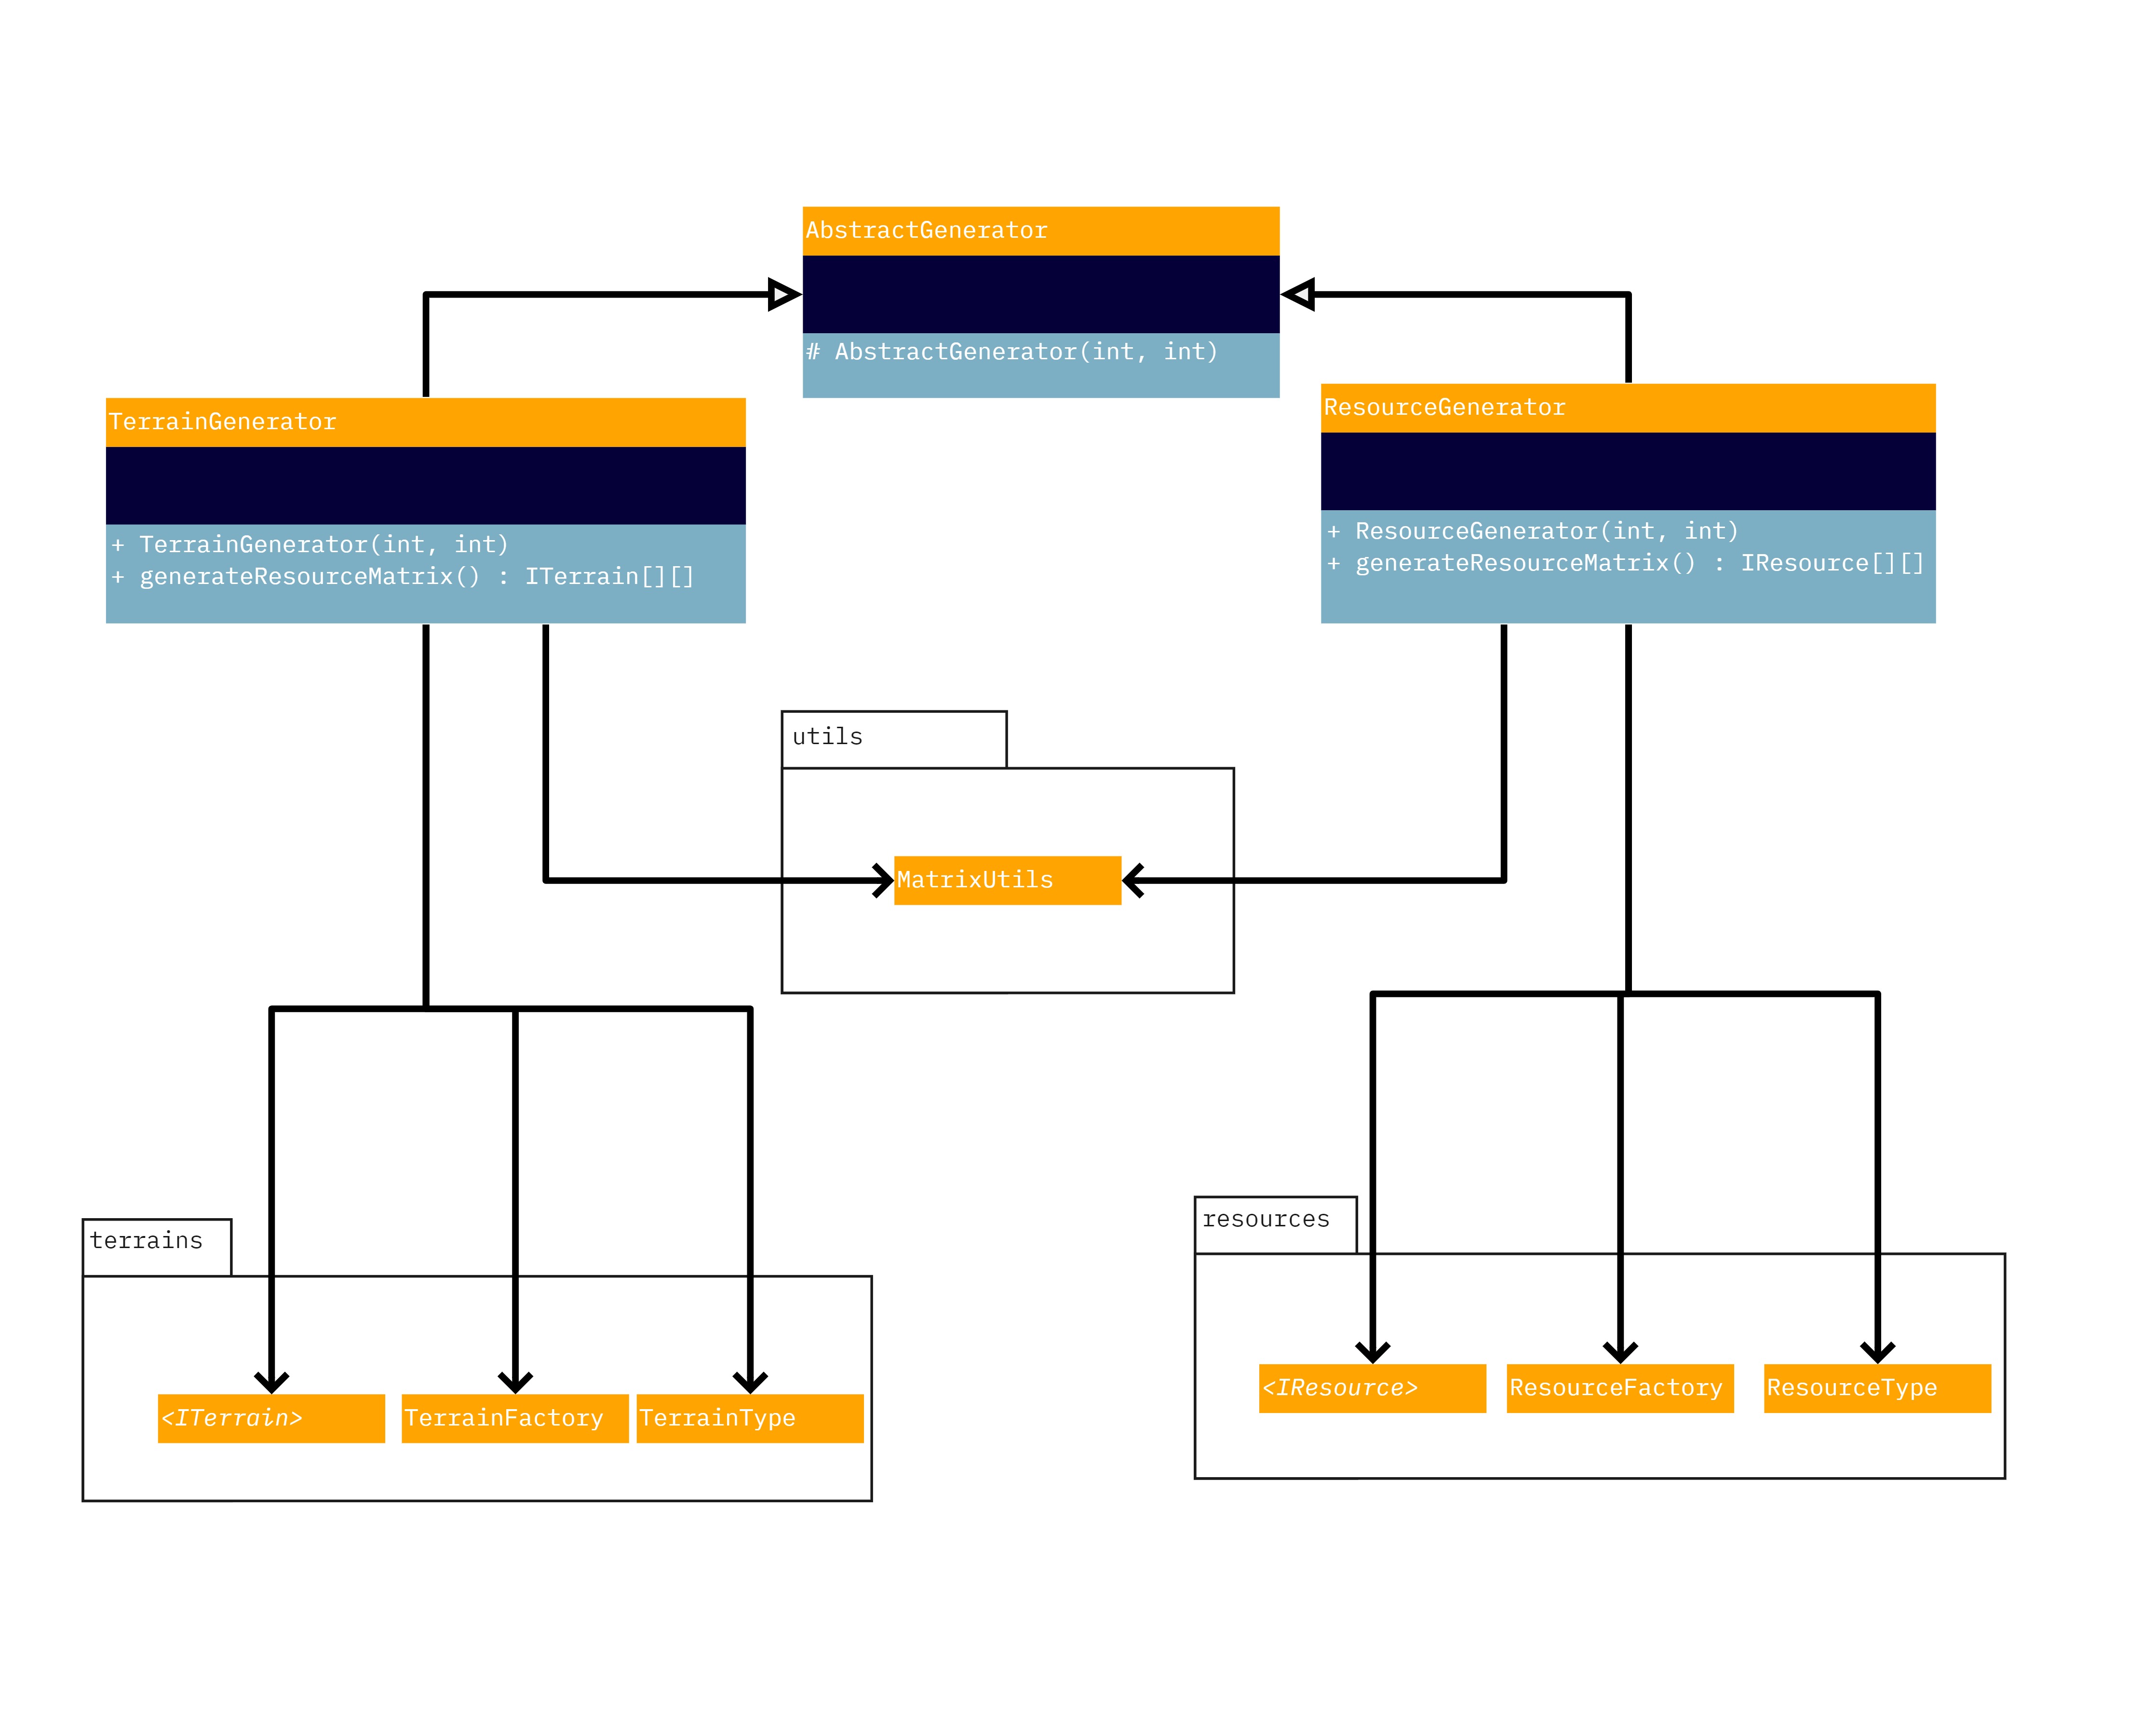 AbstractGenerator
# AbstractGenerator(int, int)
TerrainGenerator
+ TerrainGenerator(int, int)
+ generateResourceMatrix() : ITerrain[][]
ResourceGenerator
+ ResourceGenerator(int, int)
+ generateResourceMatrix() : IResource[][]
utils
MatrixUtils
terrains
<ITerrain>
TerrainFactory
TerrainType
resources
<IResource>
ResourceFactory
ResourceType